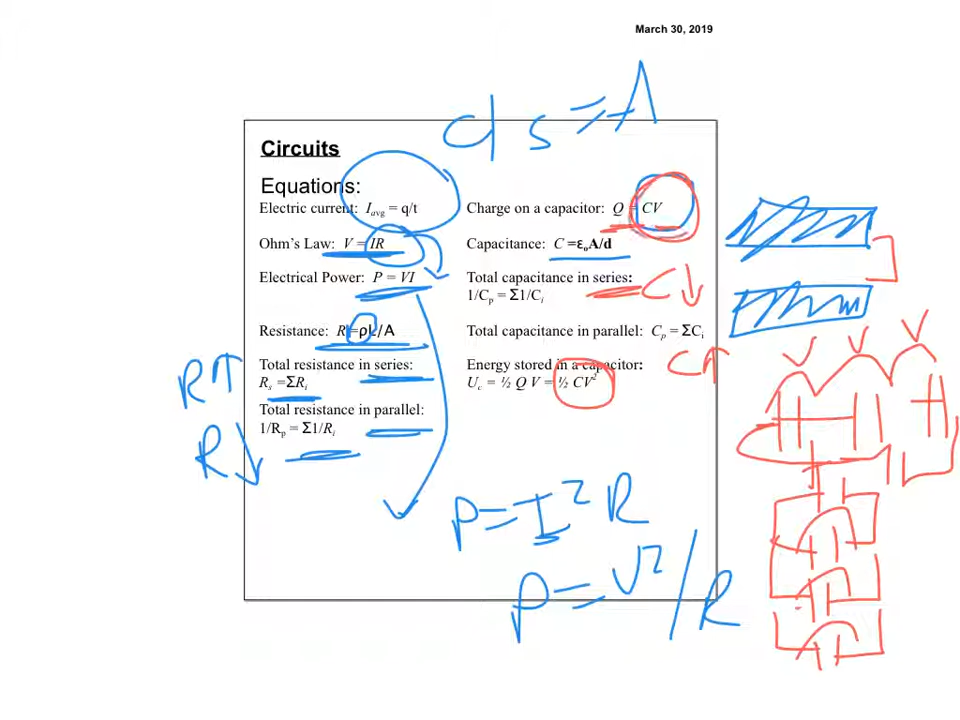 March 30, 2019
C/s = A
Circuits
Equations:
Electric current: Iavg = q/t
Charge on a capacitor: Q = CV
Ohm's Law: V = IR
Capacitance: C =εoA/d
Electrical Power: P = VI
Total capacitance in series:
1/Cp = Σ1/Ci
C↓
Resistance: R =ρL/A
Total capacitance in parallel: Cp = ΣCi
Total resistance in series:
Rs =ΣRi
R↑
Energy stored in a capacitor:
Uc = ½ Q V = ½ CV²
C↑
V V V
Total resistance in parallel:
1/Rp = Σ1/Ri
R↓
P = I² R
P = V² / R